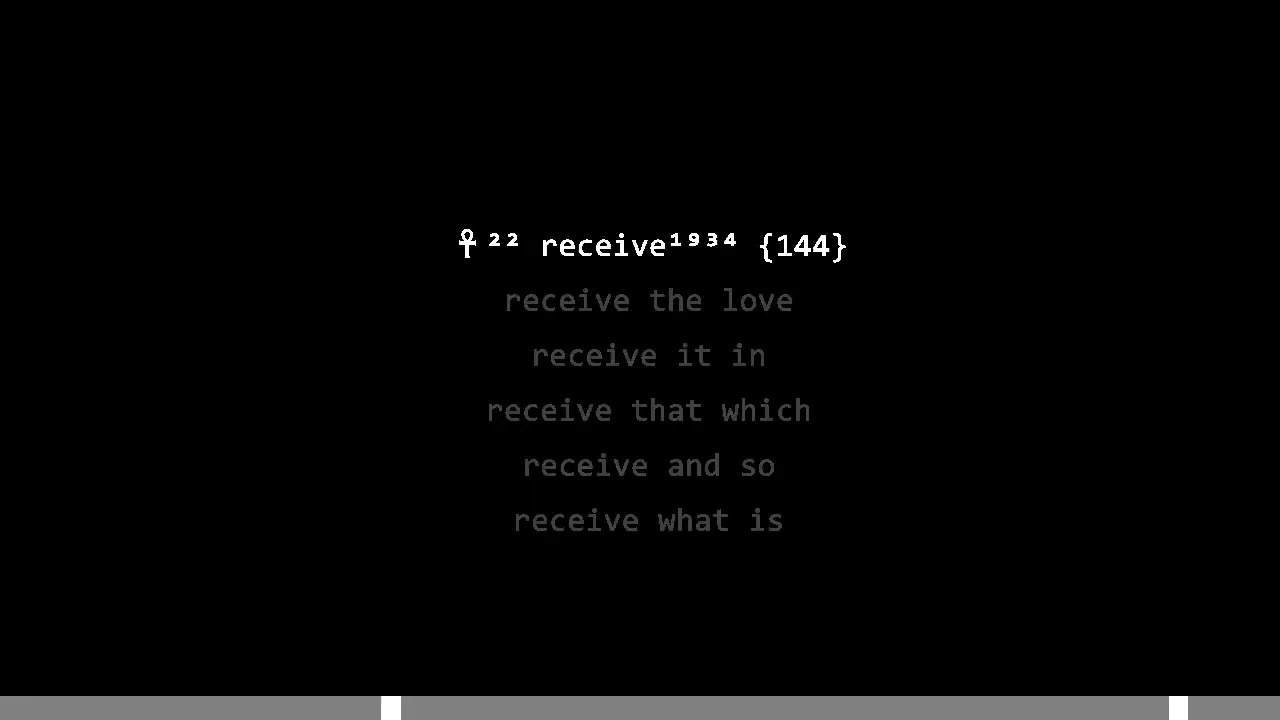 ☥²² receive¹⁹³⁴ {144}
receive the love
receive it in
receive that which
receive and so
receive what is